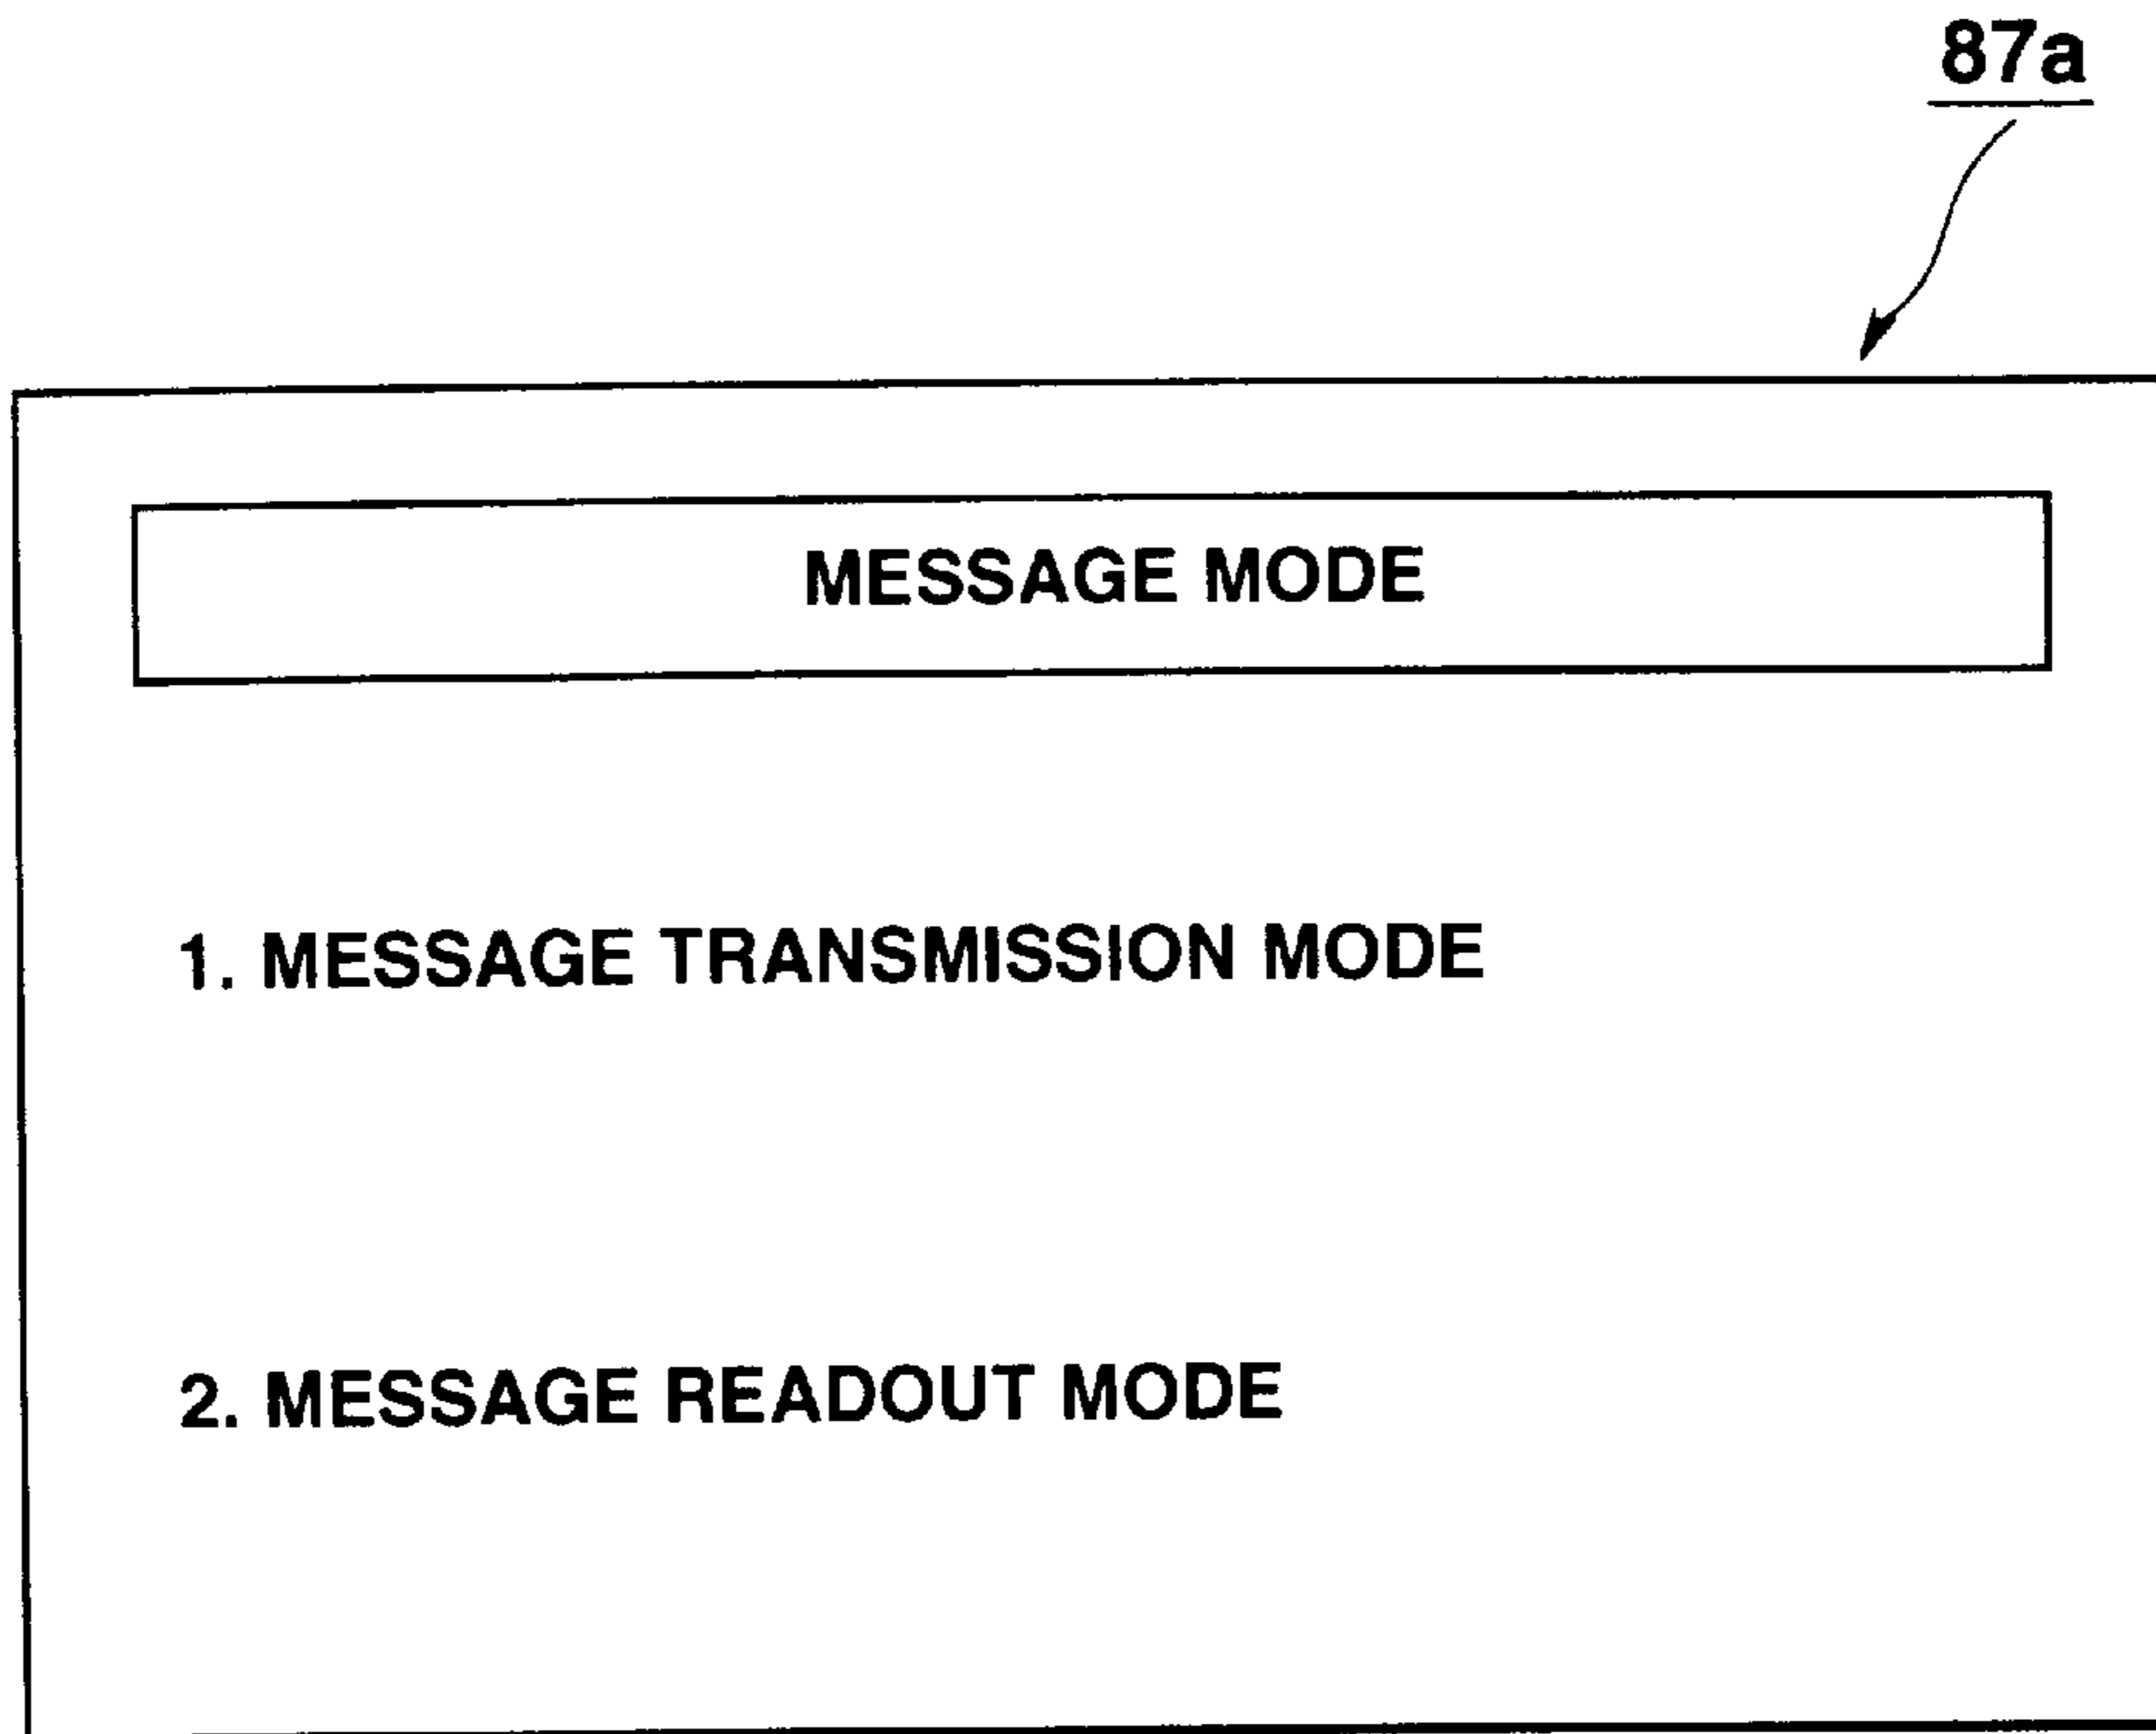 87a
MESSAGE MODE
1. MESSAGE TRANSMISSION MODE
2. MESSAGE READOUT MODE